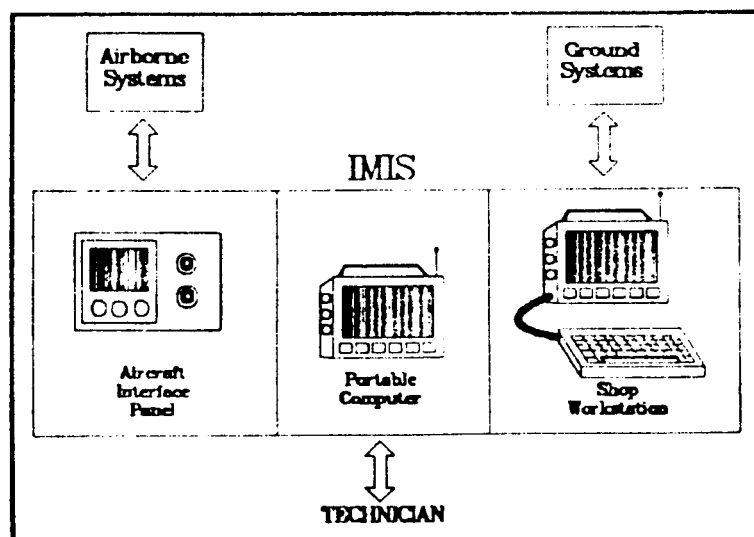 Airborne
Systems
Ground
Systems
IMIS
Aircraft
Interface
Panel
Portable
Computer
Shop
Workstation
TECHNICIAN